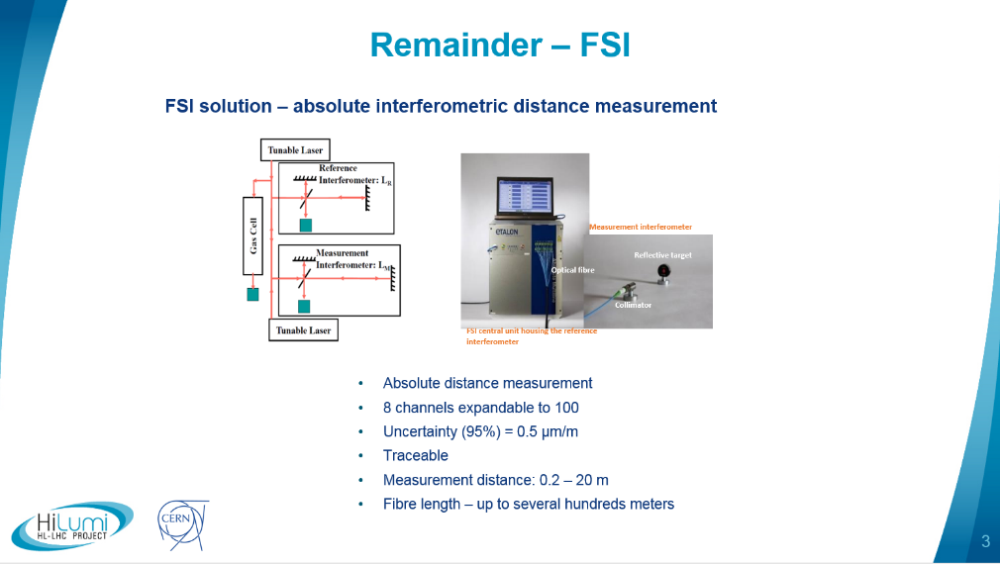 Remainder – FSI
FSI solution – absolute interferometric distance measurement
Tunable Laser
Reference
Interferometer: LR
Gas Cell
Measurement
Interferometer: LM
Tunable Laser
ETALON
Measurement interferometer
Reflective target
Optical fibre
Collimator
FSI central unit housing the reference
interferometer
• Absolute distance measurement
• 8 channels expandable to 100
• Uncertainty (95%) = 0.5 µm/m
• Traceable
• Measurement distance: 0.2 – 20 m
• Fibre length – up to several hundreds meters
HiLumi
HL-LHC PROJECT
CERN
3